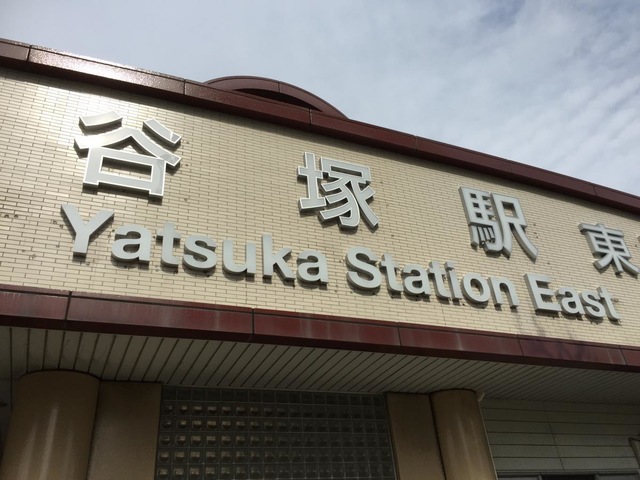 谷塚駅 東
Yatsuka Station East